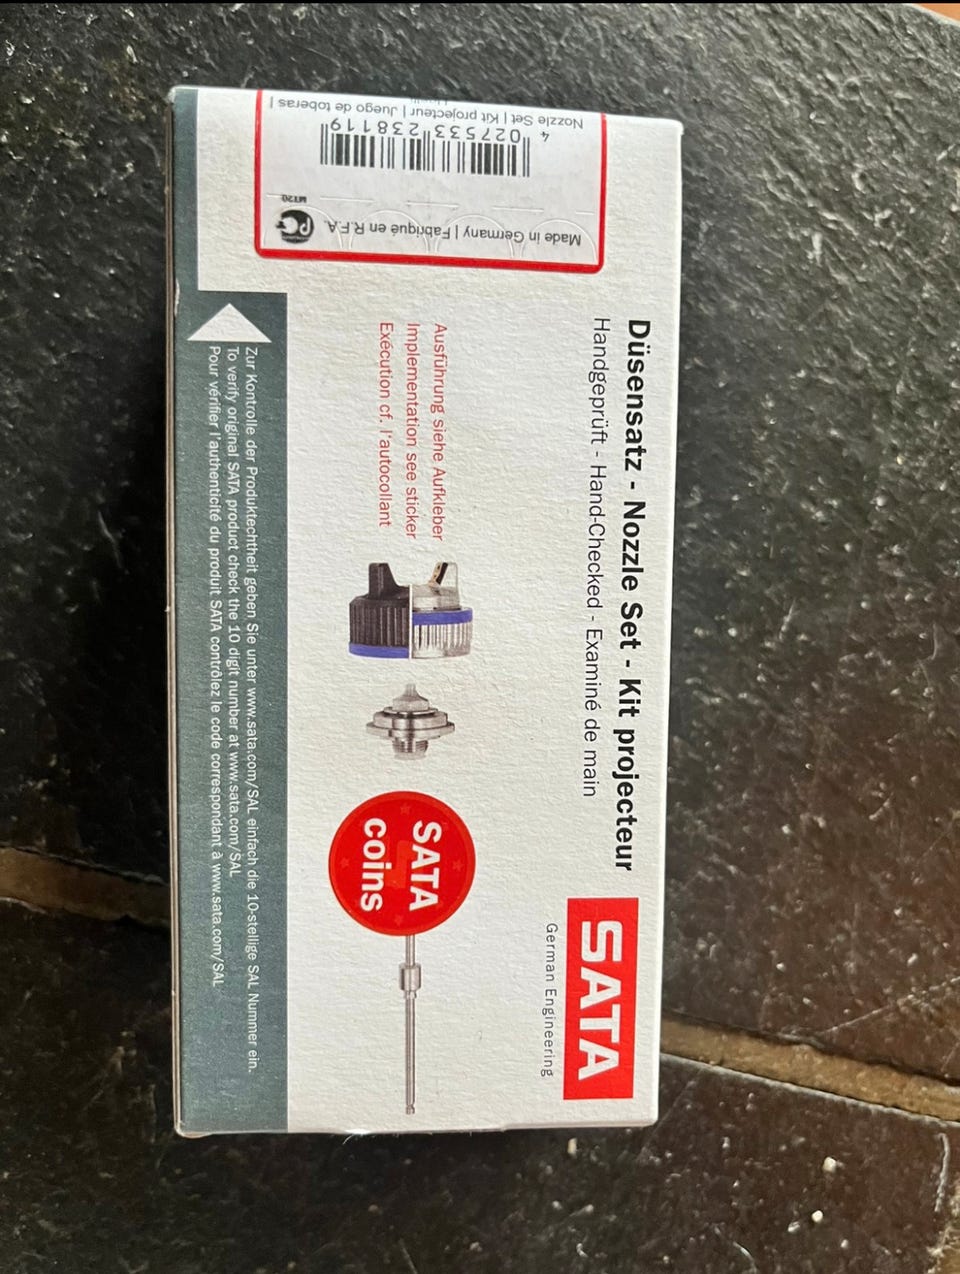 Düsensatz - Nozzle Set - Kit projecteur
Handgeprüft - Hand-Checked - Examiné de main
SATA
German Engineering
Ausführung siehe Aufkleber
Implementation see sticker
Exécution cf. l'autocollant
SATA
coins
Zur Kontrolle der Produktechtheit geben Sie unter www.sata.com/SAL einfach die 10-stellige SAL Nummer ein.
To verify original SATA product check the 10 digit number at www.sata.com/SAL
Pour vérifier l'authenticité du produit SATA contrôlez le code correspondant à www.sata.com/SAL
Made in Germany | Fabriqué en R.F.A.
PC
MT20
4 027533 238119
Nozzle Set | Kit projecteur | Juego de toberas |